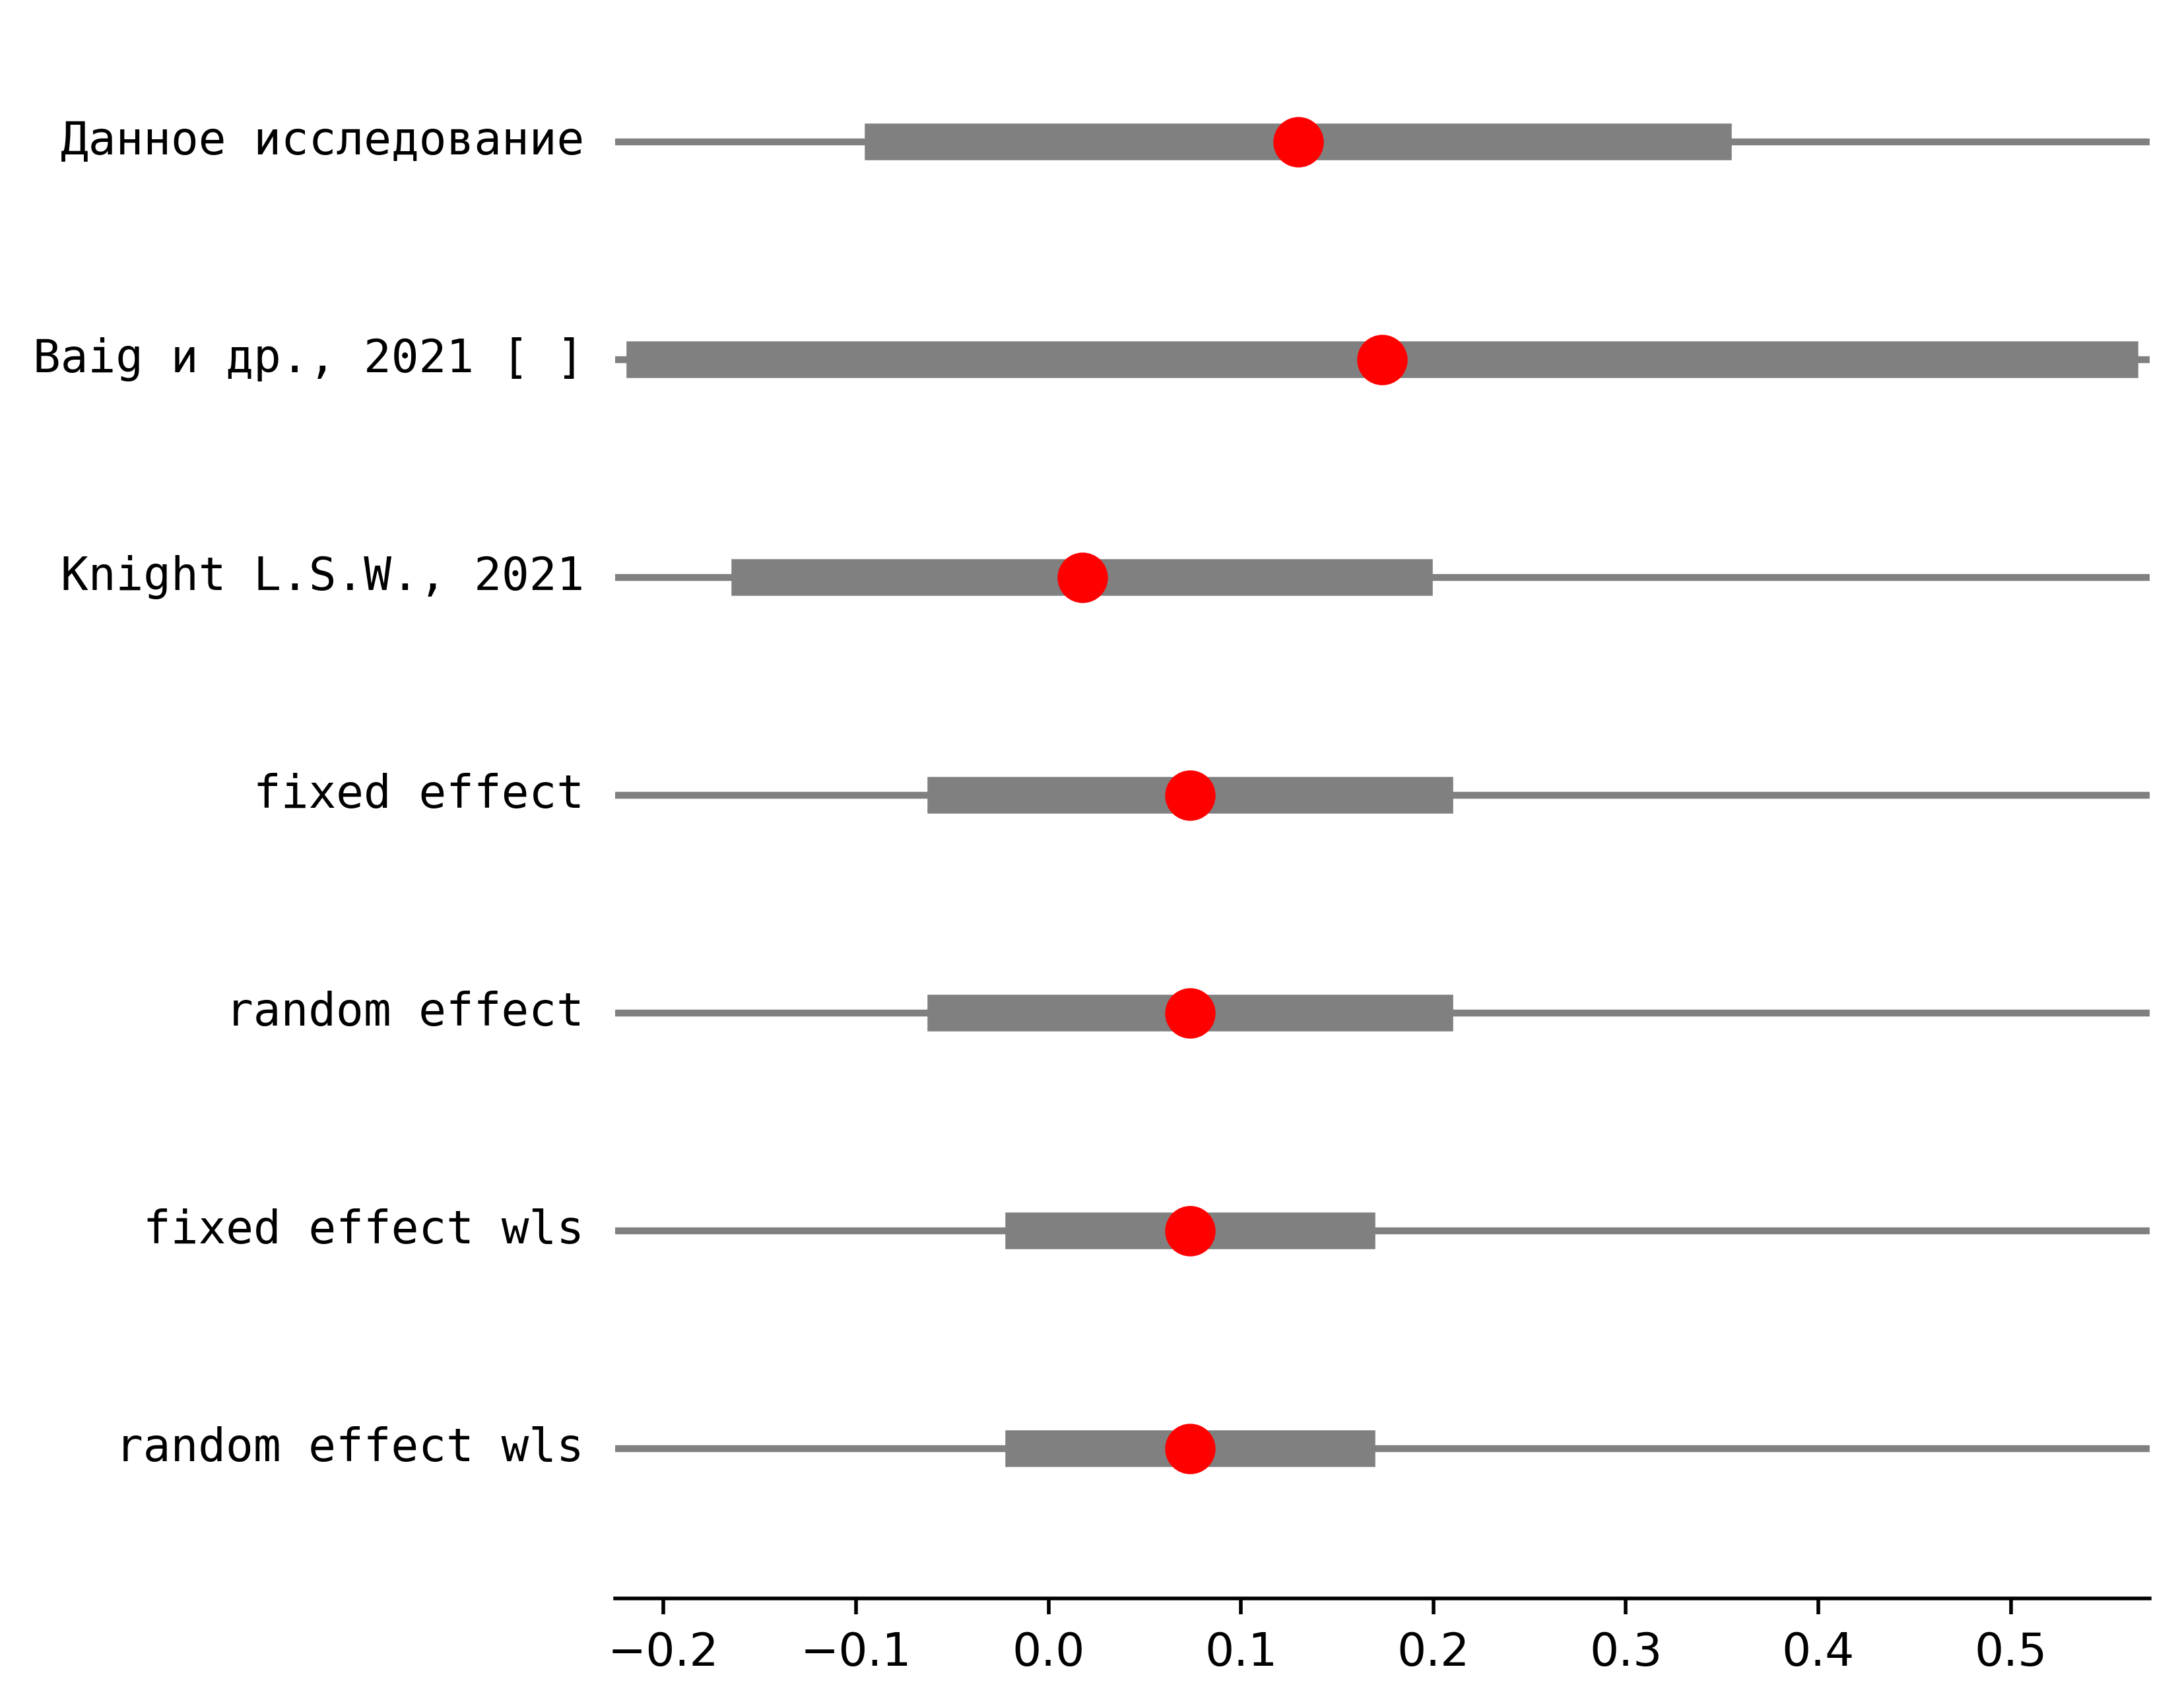 Данное исследование
Baig и др., 2021 [ ]
Knight L.S.W., 2021
fixed effect
random effect
fixed effect wls
random effect wls
−0.2 −0.1 0.0 0.1 0.2 0.3 0.4 0.5